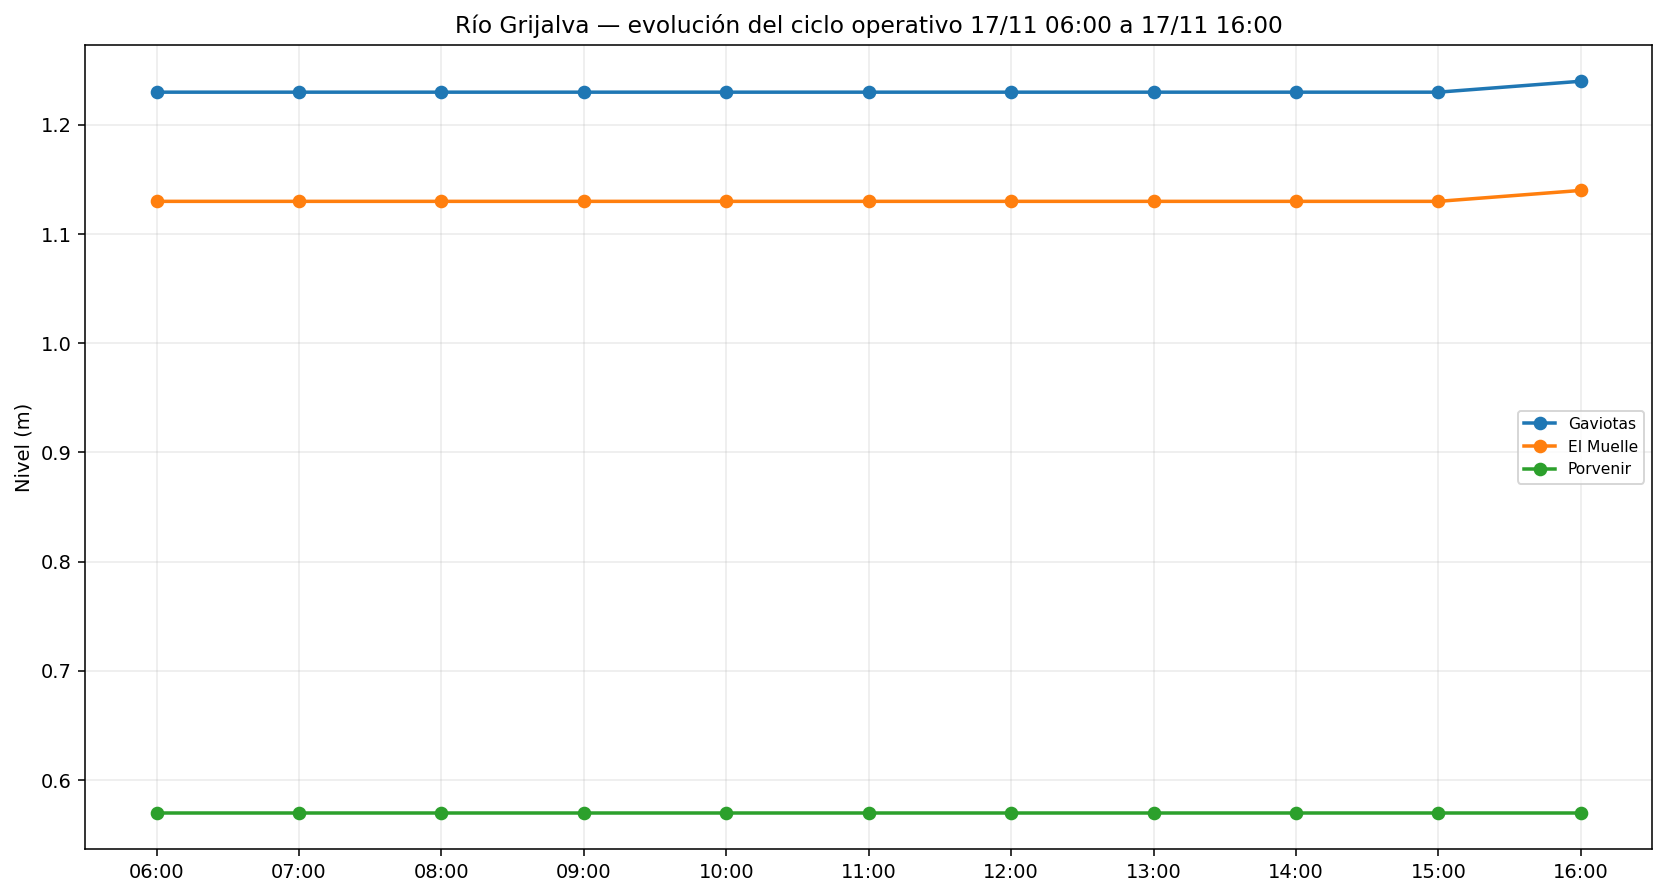 Río Grijalva — evolución del ciclo operativo 17/11 06:00 a 17/11 16:00
Nivel (m)
1.2
1.1
1.0
0.9
0.8
0.7
0.6
Gaviotas
El Muelle
Porvenir
06:00 07:00 08:00 09:00 10:00 11:00 12:00 13:00 14:00 15:00 16:00